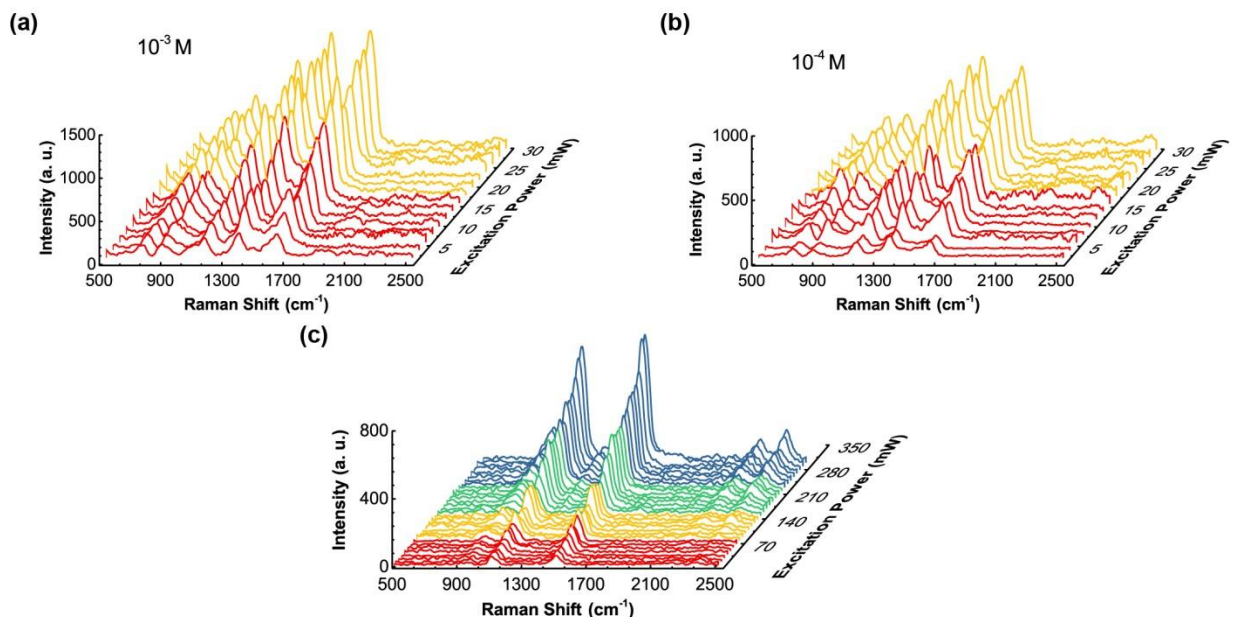 (a)
10⁻³ M
Intensity (a. u.)
1500
1000
500
0
500 900 1300 1700 2100 2500
Raman Shift (cm⁻¹)
5 10 15 20 25 30
Excitation Power (mW)
(b)
10⁻⁴ M
Intensity (a. u.)
1000
500
0
500 900 1300 1700 2100 2500
Raman Shift (cm⁻¹)
5 10 15 20 25 30
Excitation Power (mW)
(c)
Intensity (a. u.)
800
400
0
500 900 1300 1700 2100 2500
Raman Shift (cm⁻¹)
70 140 210 280 350
Excitation Power (mW)